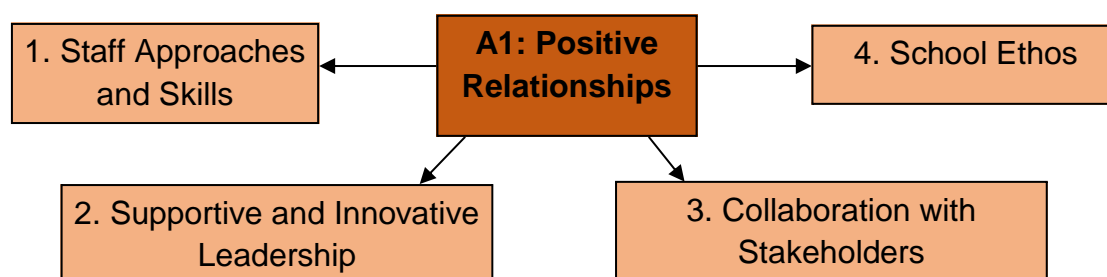 A1: Positive
Relationships
1. Staff Approaches
and Skills
2. Supportive and Innovative
Leadership
3. Collaboration with
Stakeholders
4. School Ethos